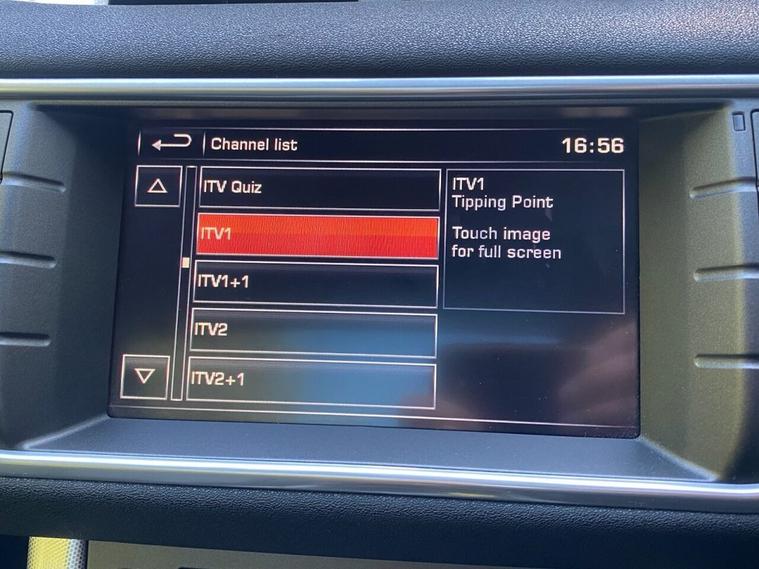 Channel list
16:56
ITV Quiz
ITV1
ITV1+1
ITV2
ITV2+1
ITV1
Tipping Point
Touch image
for full screen